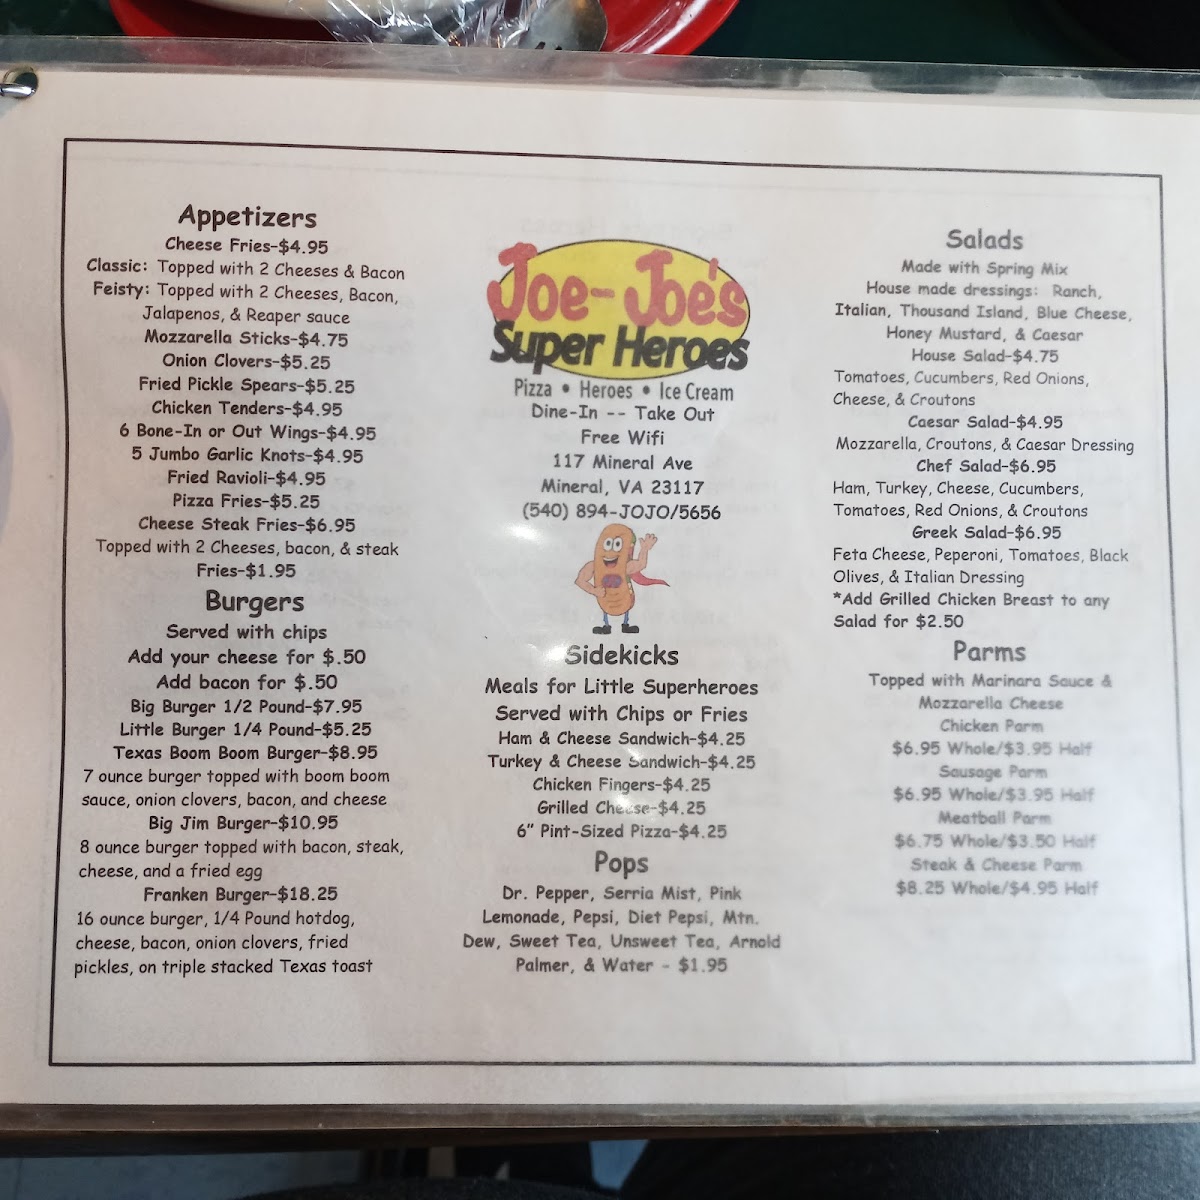 Appetizers
Cheese Fries-$4.95
Classic: Topped with 2 Cheeses & Bacon
Feisty: Topped with 2 Cheeses, Bacon,
Jalapenos, & Reaper sauce
Mozzarella Sticks-$4.75
Onion Clovers-$5.25
Fried Pickle Spears-$5.25
Chicken Tenders-$4.95
6 Bone-In or Out Wings-$4.95
5 Jumbo Garlic Knots-$4.95
Fried Ravioli-$4.95
Pizza Fries-$5.25
Cheese Steak Fries-$6.95
Topped with 2 Cheeses, bacon, & steak
Fries-$1.95
Burgers
Served with chips
Add your cheese for $.50
Add bacon for $.50
Big Burger 1/2 Pound-$7.95
Little Burger 1/4 Pound-$5.25
Texas Boom Boom Burger-$8.95
7 ounce burger topped with boom boom
sauce, onion clovers, bacon, and cheese
Big Jim Burger-$10.95
8 ounce burger topped with bacon, steak,
cheese, and a fried egg
Franken Burger-$18.25
16 ounce burger, 1/4 Pound hotdog,
cheese, bacon, onion clovers, fried
pickles, on triple stacked Texas toast
Joe-Joe's
Super Heroes
Pizza • Heroes • Ice Cream
Dine-In -- Take Out
Free Wifi
117 Mineral Ave
Mineral, VA 23117
(540) 894-JOJO/5656
Sidekicks
Meals for Little Superheroes
Served with Chips or Fries
Ham & Cheese Sandwich-$4.25
Turkey & Cheese Sandwich-$4.25
Chicken Fingers-$4.25
Grilled Cheese-$4.25
6" Pint-Sized Pizza-$4.25
Pops
Dr. Pepper, Serria Mist, Pink
Lemonade, Pepsi, Diet Pepsi, Mtn.
Dew, Sweet Tea, Unsweet Tea, Arnold
Palmer, & Water - $1.95
Salads
Made with Spring Mix
House made dressings: Ranch,
Italian, Thousand Island, Blue Cheese,
Honey Mustard, & Caesar
House Salad-$4.75
Tomatoes, Cucumbers, Red Onions,
Cheese, & Croutons
Caesar Salad-$4.95
Mozzarella, Croutons, & Caesar Dressing
Chef Salad-$6.95
Ham, Turkey, Cheese, Cucumbers,
Tomatoes, Red Onions, & Croutons
Greek Salad-$6.95
Feta Cheese, Peperoni, Tomatoes, Black
Olives, & Italian Dressing
*Add Grilled Chicken Breast to any
Salad for $2.50
Parms
Topped with Marinara Sauce &
Mozzarella Cheese
Chicken Parm
$6.95 Whole/$3.95 Half
Sausage Parm
$6.95 Whole/$3.95 Half
Meatball Parm
$6.75 Whole/$3.50 Half
Steak & Cheese Parm
$8.25 Whole/$4.95 Half